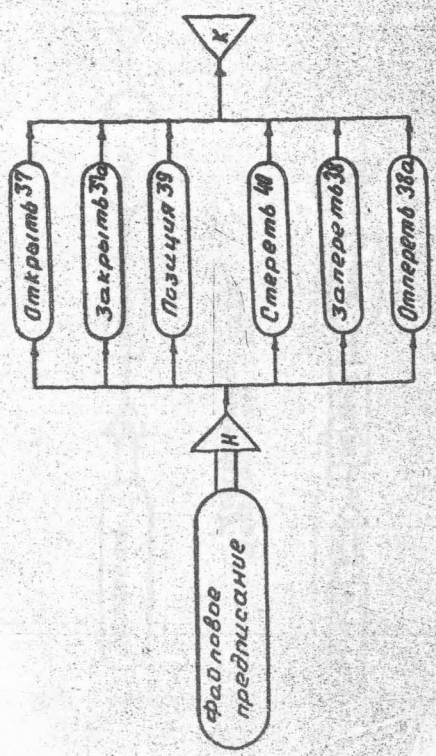 Файловое
предписание
Н
Открыть 37
Закрыть 37а
Позиция 39
Стереть 40
Запереть 38
Отпереть 38а
К